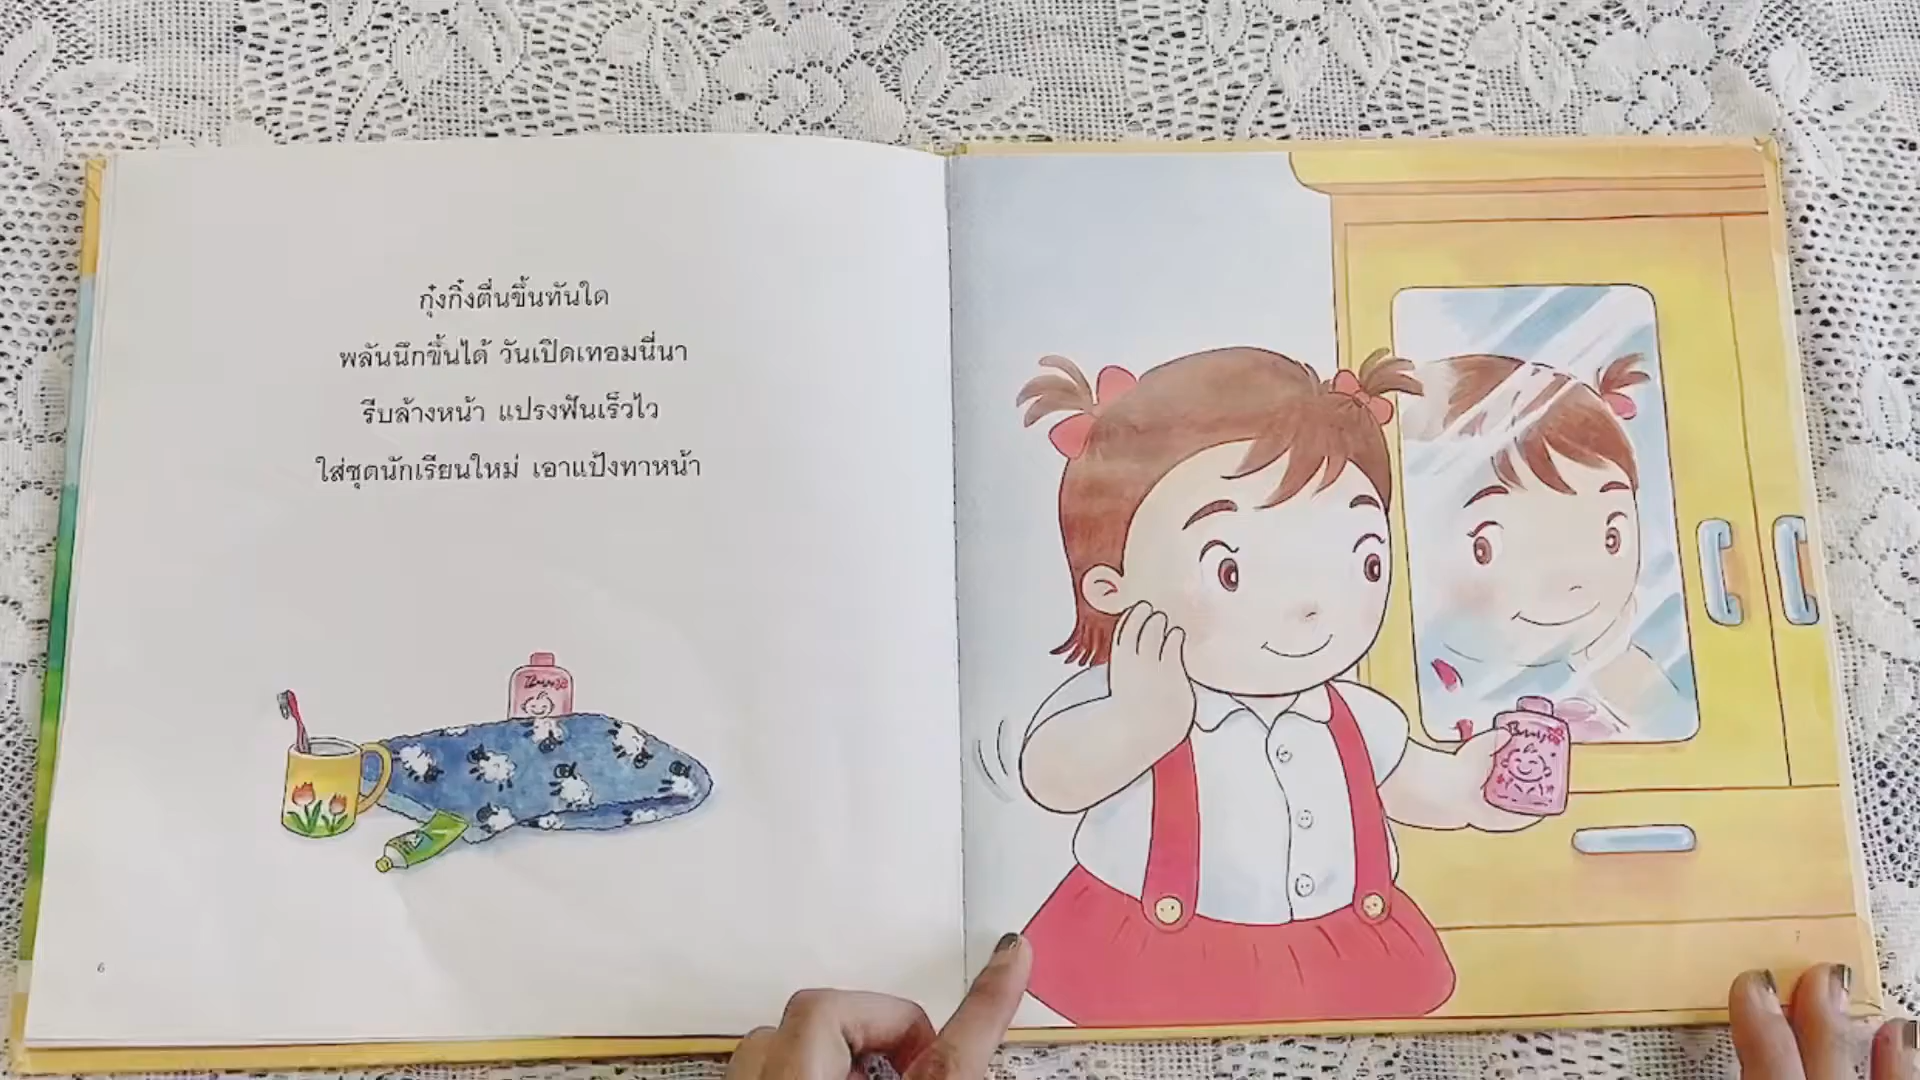 กุ๋งกิ๋งตื่นขึ้นทันใด
พลันนึกขึ้นได้ วันเปิดเทอมนี่นา
รีบล้างหน้า แปรงฟันเร็วไว
ใส่ชุดนักเรียนใหม่ เอาแป้งทาหน้า
6
7